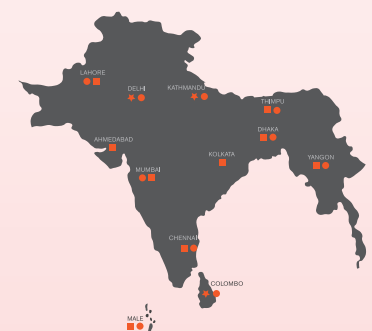 LAHORE
DELHI
KATHMANDU
THIMPU
DHAKA
AHMEDABAD
KOLKATA
YANGON
MUMBAI
CHENNAI
COLOMBO
MALE